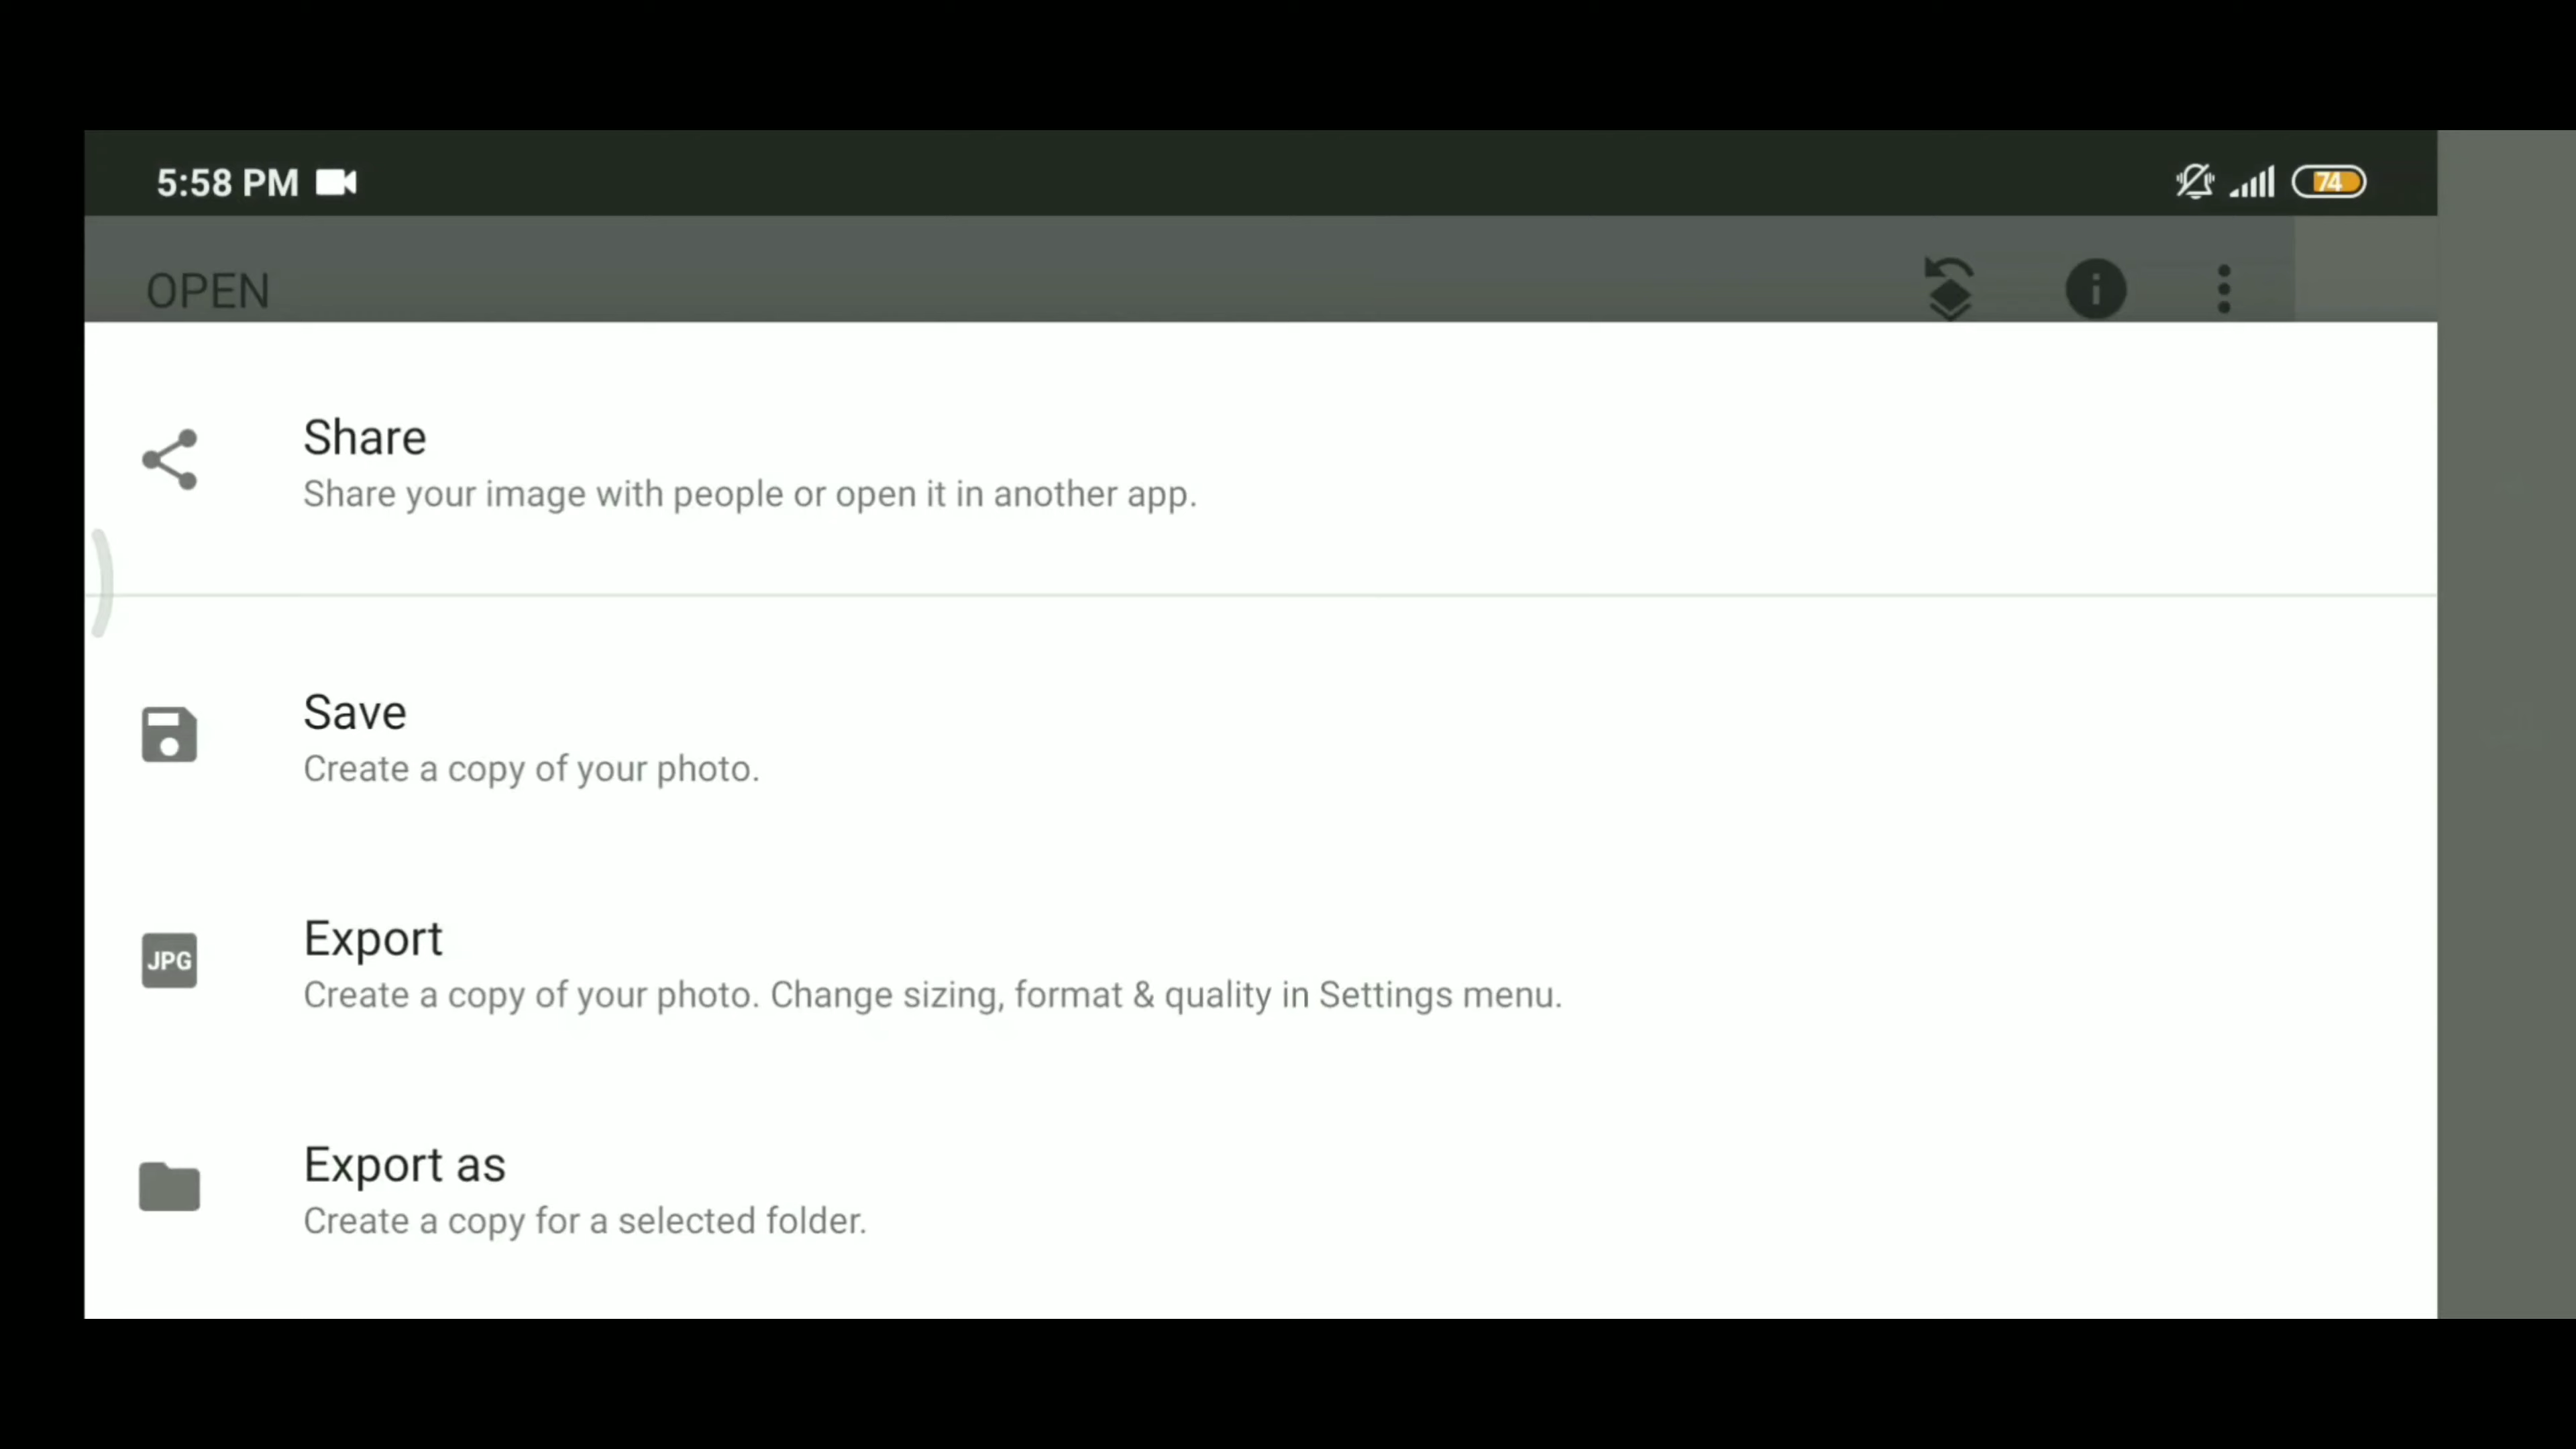 5:58 PM
74
OPEN
Share
Share your image with people or open it in another app.
Save
Create a copy of your photo.
JPG
Export
Create a copy of your photo. Change sizing, format & quality in Settings menu.
Export as
Create a copy for a selected folder.